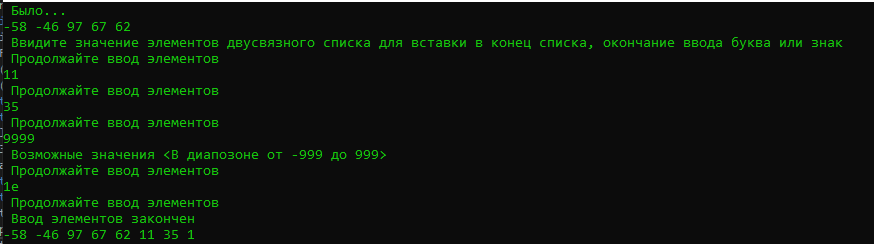 Было...
-58 -46 97 67 62
Ввидите значение элементов двусвязного списка для вставки в конец списка, окончание ввода буква или знак
Продолжайте ввод элементов
11
Продолжайте ввод элементов
35
Продолжайте ввод элементов
9999
Возможные значения <В диапозоне от -999 до 999>
Продолжайте ввод элементов
1е
Продолжайте ввод элементов
Ввод элементов закончен
-58 -46 97 67 62 11 35 1